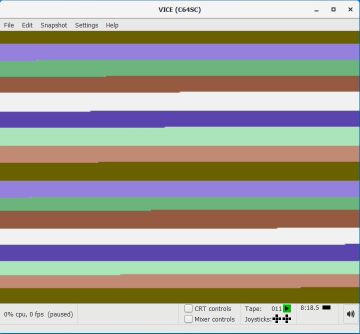 VICE (C64SC)
File Edit Snapshot Settings Help
0% cpu, 0 fps (paused)
CRT controls
Mixer controls
Tape: 011
Joysticks:
8:18.5